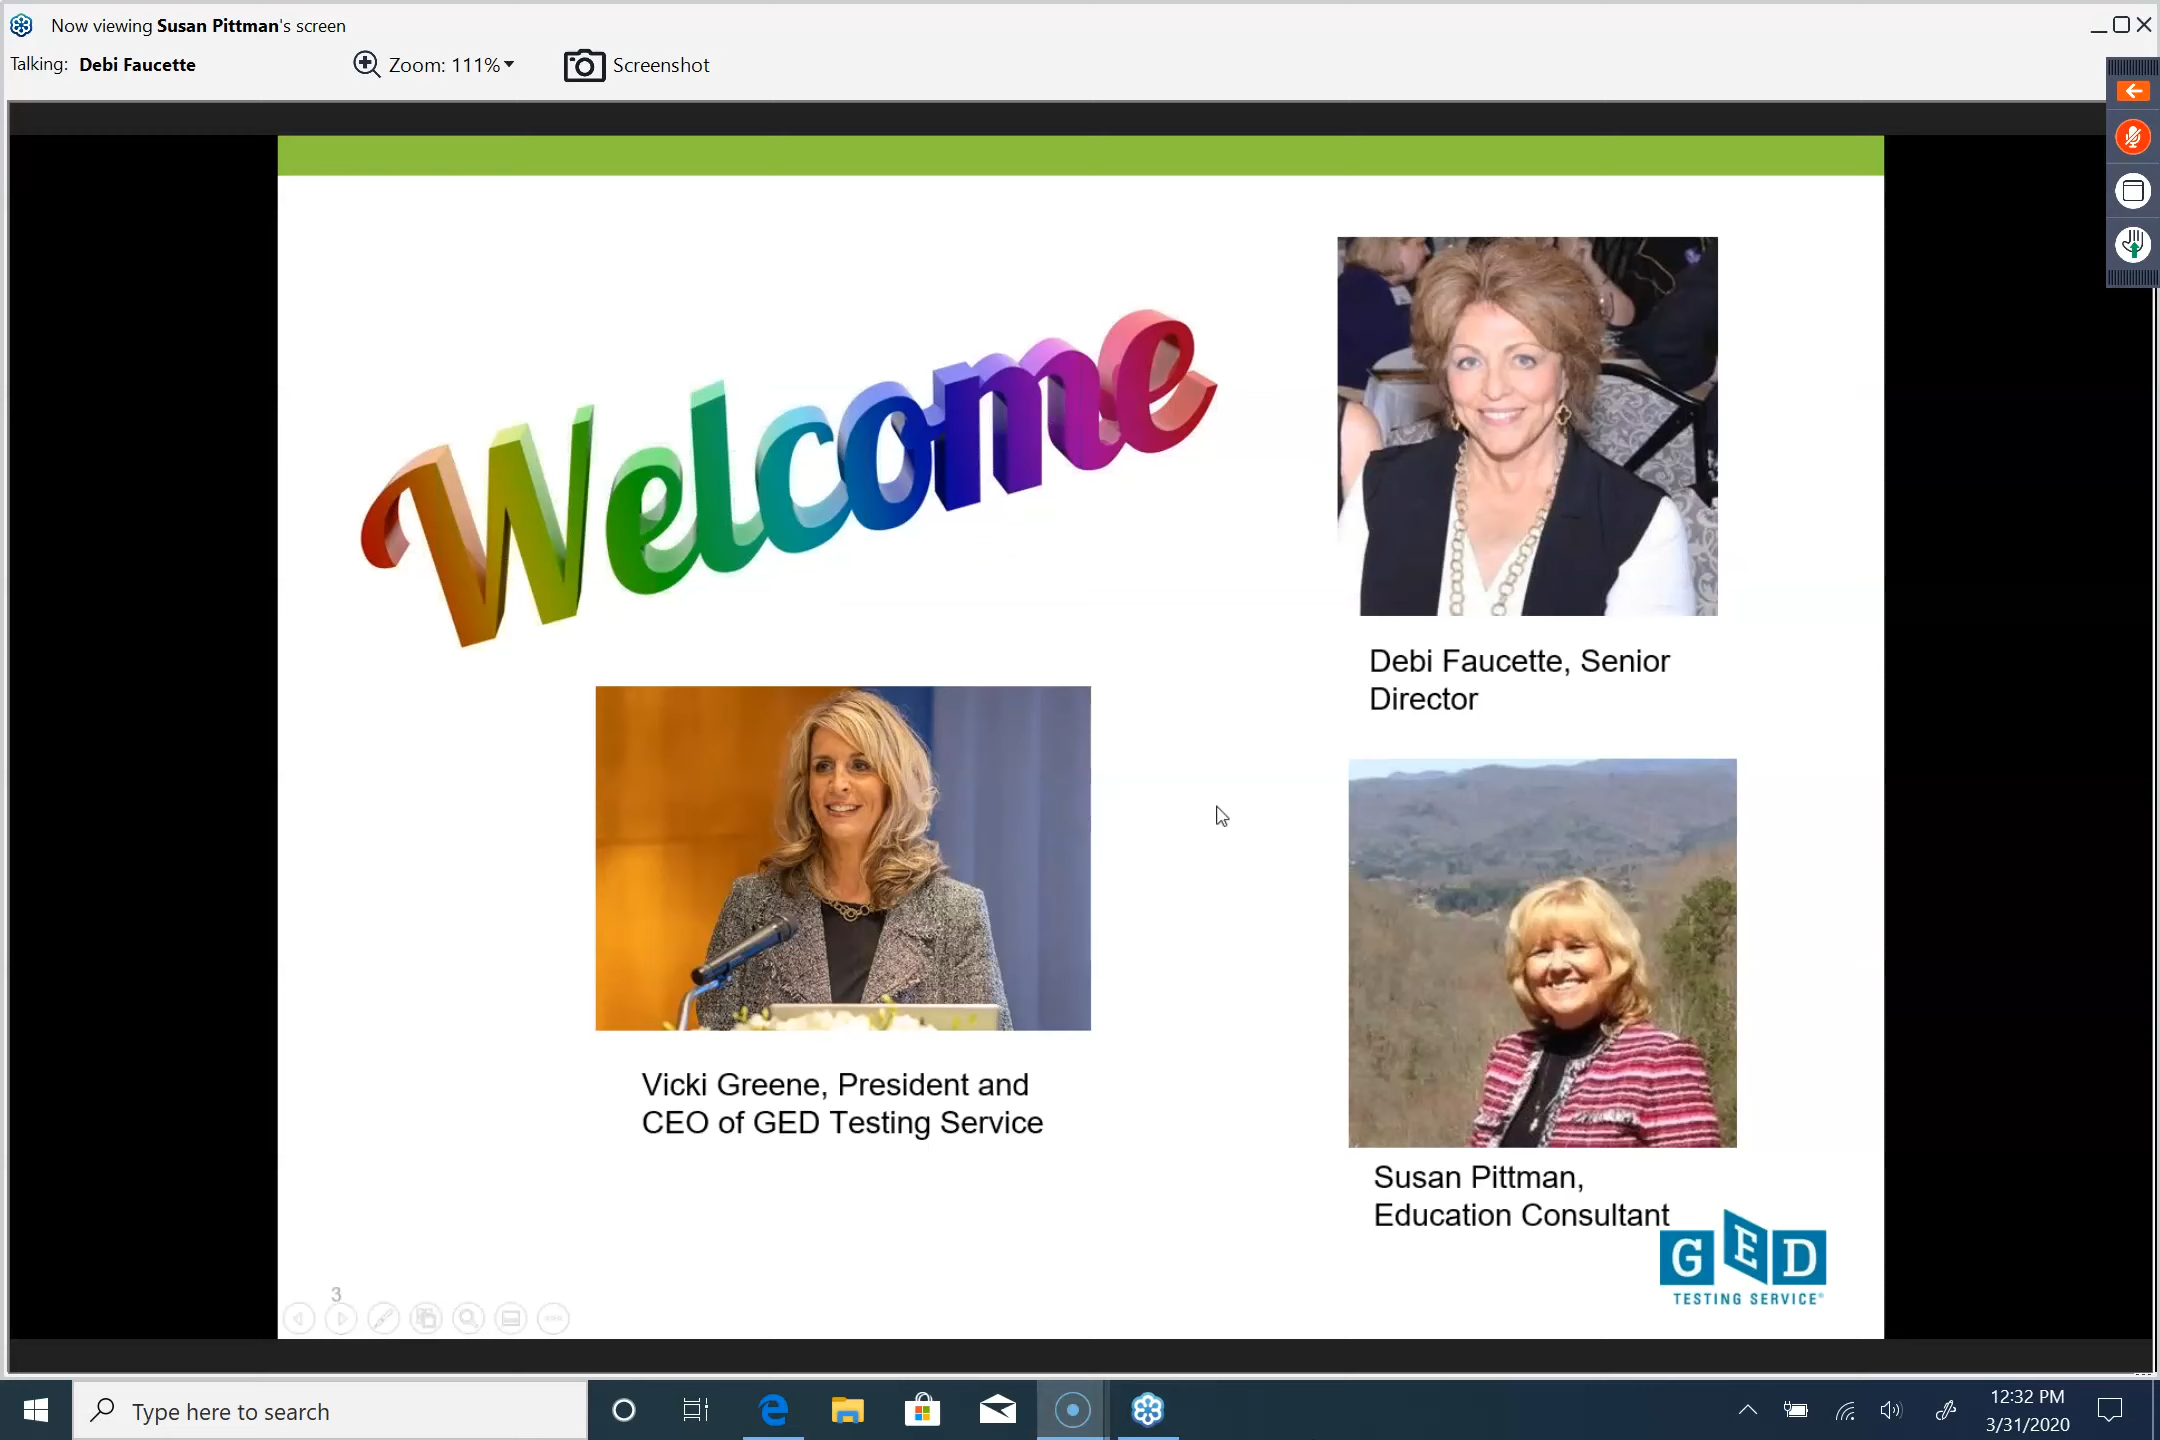 Now viewing Susan Pittman's screen
Talking: Debi Faucette
Zoom: 111%
Screenshot
Welcome
Debi Faucette, Senior
Director
Vicki Greene, President and
CEO of GED Testing Service
Susan Pittman,
Education Consultant
GED
TESTING SERVICE®
3
Type here to search
12:32 PM
3/31/2020